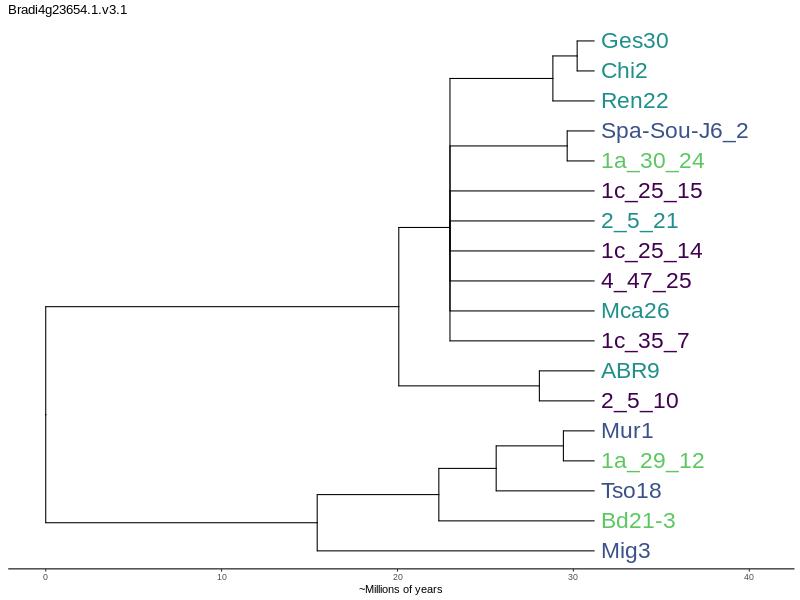 Bradi4g23654.1.v3.1
Ges30
Chi2
Ren22
Spa-Sou-J6_2
1a_30_24
1c_25_15
2_5_21
1c_25_14
4_47_25
Mca26
1c_35_7
ABR9
2_5_10
Mur1
1a_29_12
Tso18
Bd21-3
Mig3
0 10 20 30 40
~Millions of years